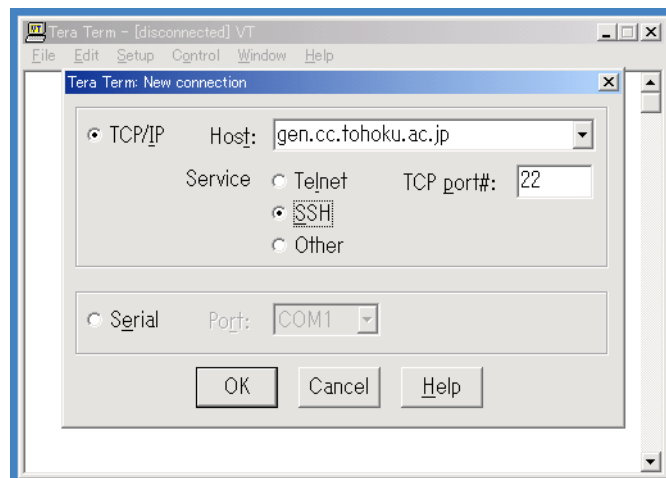 Tera Term - [disconnected] VT
File Edit Setup Control Window Help
Tera Term: New connection
TCP/IP Host: gen.cc.tohoku.ac.jp
Service Telnet TCP port#: 22
SSH
Other
Serial Port: COM1
OK Cancel Help